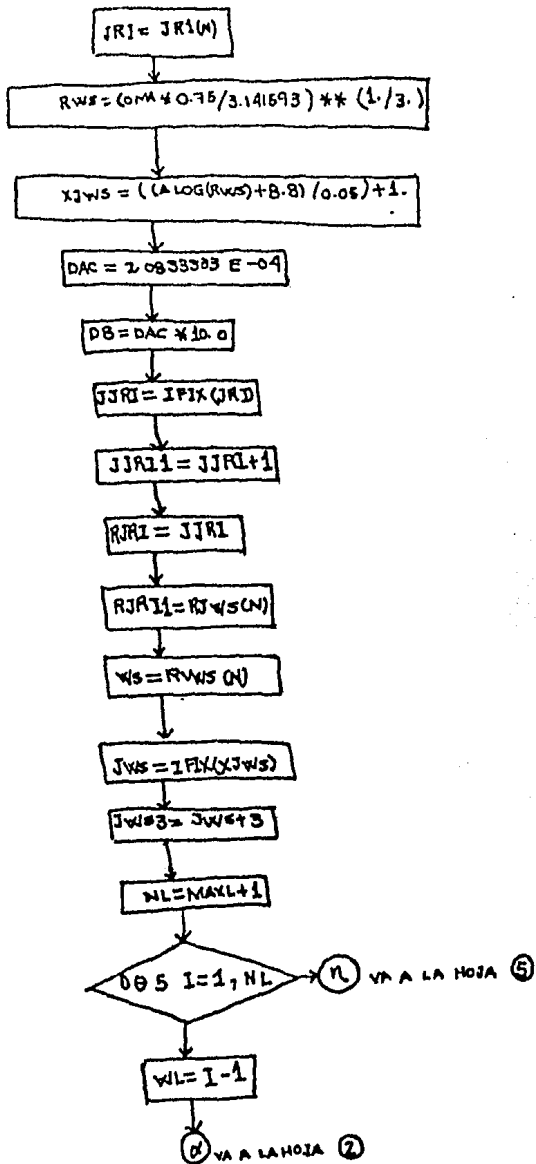 JRI = JR1(N)
RWS = (OMA * 0.75/3.141593) ** (1./3.)
XJWS = ((ALOG(RWS)+8.8)/0.05)+1.
DAC = 2.0833333 E-04
DB = DAC * 10.0
JJRI = IFIX(JRI)
JJRI1 = JJRI+1
RJRI = JJRI
RJRI1 = RJWS(N)
WS = RVWS(N)
JWS = IFIX(XJWS)
JWS3 = JWS+3
NL = MAXL+1
DO 5 I=1, NL
n VA A LA HOJA 5
WL = I-1
α VA A LA HOJA 2